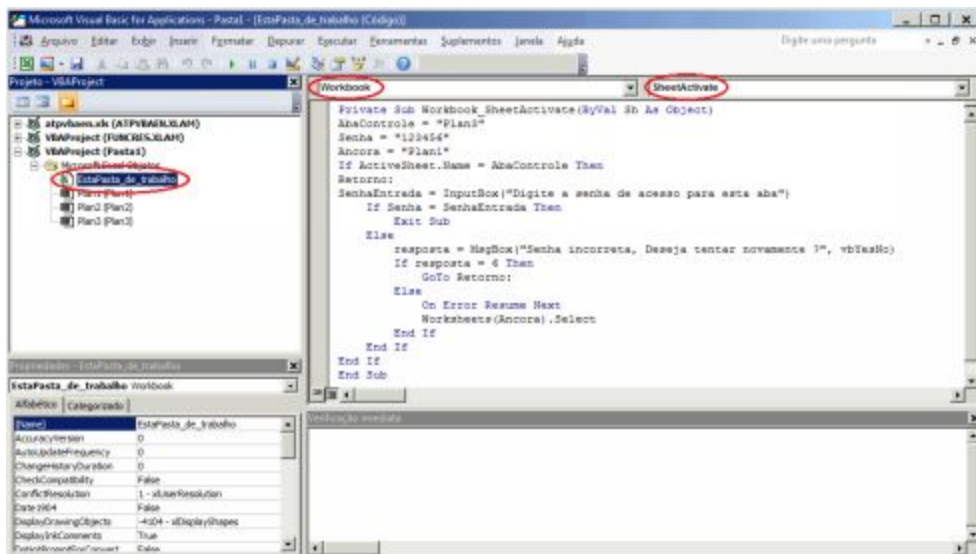 Microsoft Visual Basic for Applications - Pasta1 - [EstaPasta_de_trabalho (Código)]
Arquivo Editar Exibir Inserir Formatar Depurar Executar Ferramentas Suplementos Janela Ajuda
Digite uma pergunta
Projeto - VBAProject
atpvbaen.xls (ATPVBAEN.XLAM)
VBAProject (FUNCRES.XLAM)
VBAProject (Pasta1)
Microsoft Excel Objetos
EstaPasta_de_trabalho
Plan1 (Plan1)
Plan2 (Plan2)
Plan3 (Plan3)
Workbook
SheetActivate
Private Sub Workbook_SheetActivate(ByVal Sh As Object)
AbaControle = "Plan3"
Senha = "123456"
Ancora = "Plan1"
If ActiveSheet.Name = AbaControle Then
Retorno:
SenhaEntrada = InputBox("Digite a senha de acesso para esta aba")
If Senha = SenhaEntrada Then
Exit Sub
Else
resposta = MsgBox("Senha incorreta, Deseja tentar novamente ?", vbYesNo)
If resposta = 6 Then
GoTo Retorno:
Else
On Error Resume Next
Worksheets(Ancora).Select
End If
End If
End If
End Sub
Propriedades - EstaPasta_de_trabalho
EstaPasta_de_trabalho Workbook
Alfabético Categorizado
(Name) EstaPasta_de_trabalho
AccuracyVersion 0
AutoUpdateFrequency 0
ChangeHistoryDuration 0
CheckCompatibility False
ConflictResolution 1 - xlUserResolution
Date1904 False
DisplayDrawingObjects -4104 - xlDisplayShapes
DisplayInkComments True
EnvelopeVisible False
Verificação imediata